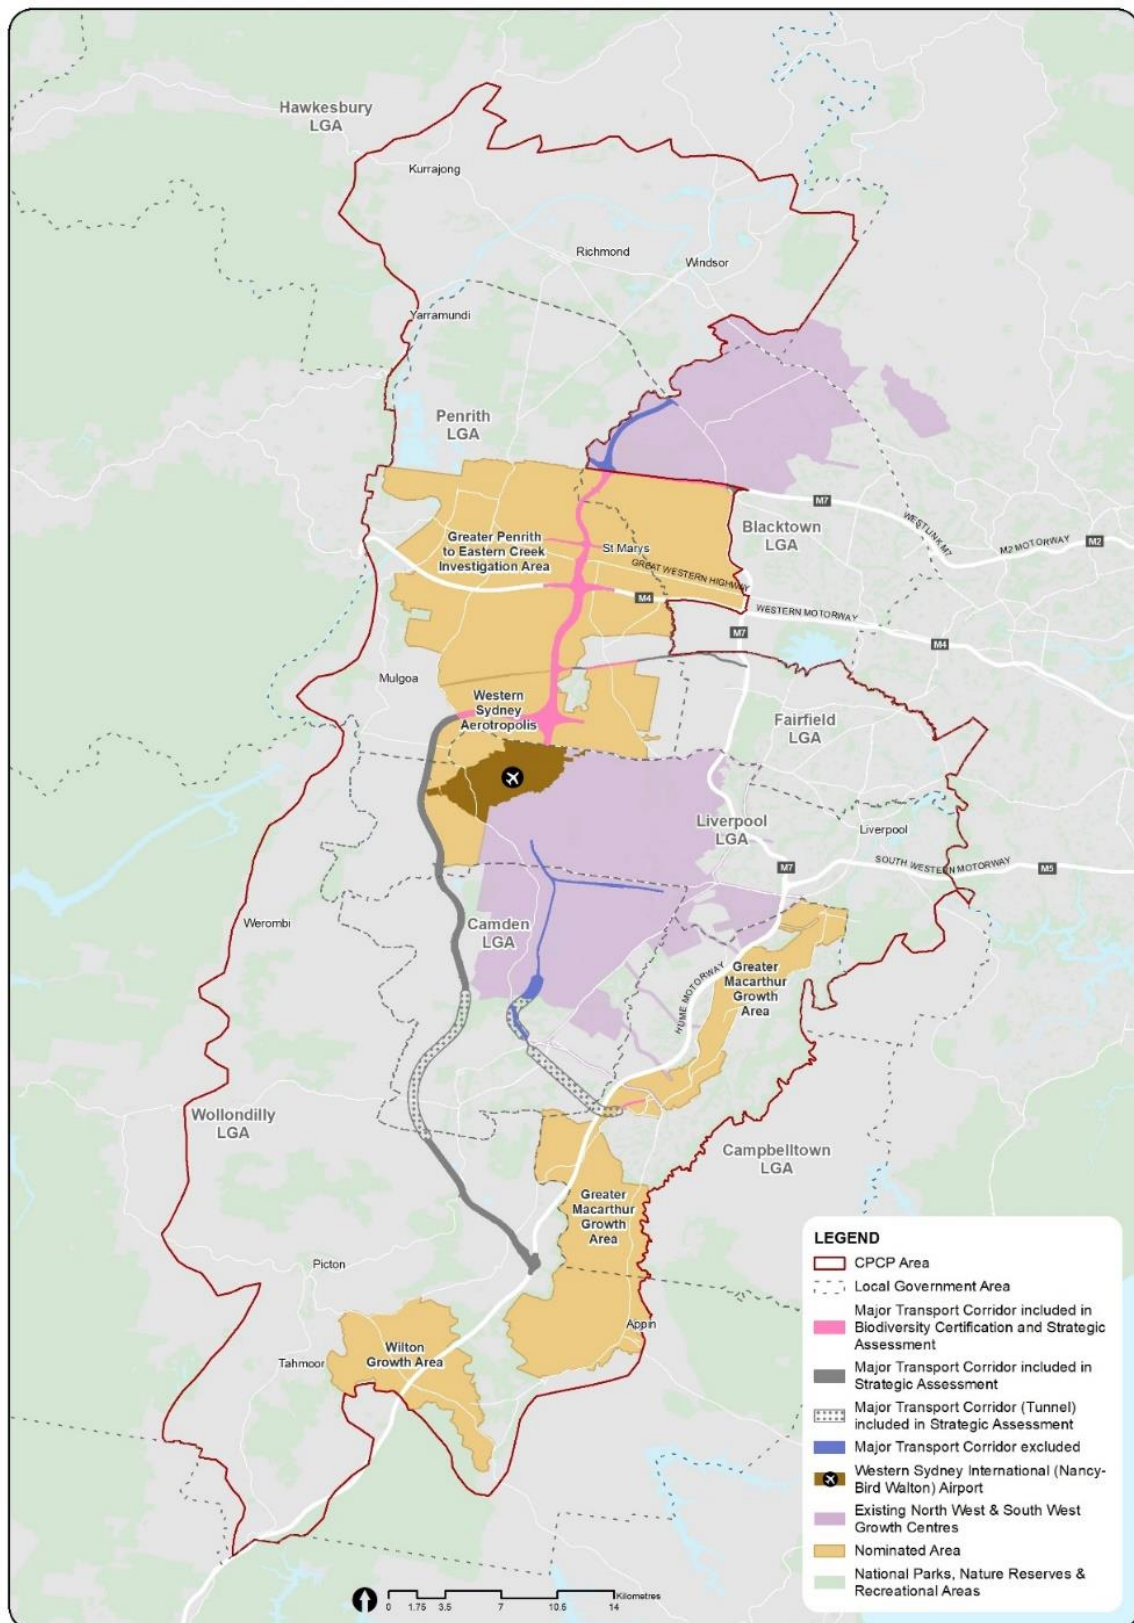 Hawkesbury
LGA
Kurrajong
Richmond
Windsor
Yarramundi
Penrith
LGA
M7
Blacktown
LGA
WESTLINK M7
M2 MOTORWAY
M2
Greater Penrith
to Eastern Creek
Investigation Area
St Marys
GREAT WESTERN HIGHWAY
M4
WESTERN MOTORWAY
M7
M4
Mulgoa
Western
Sydney
Aerotropolis
Fairfield
LGA
Liverpool
LGA
Liverpool
M7
SOUTH WESTERN MOTORWAY
M5
Werombi
Camden
LGA
HUME MOTORWAY
Greater
Macarthur
Growth
Area
Wollondilly
LGA
Campbelltown
LGA
Greater
Macarthur
Growth
Area
Picton
Appin
Wilton
Growth Area
Tahmoor
LEGEND
CPCP Area
Local Government Area
Major Transport Corridor included in
Biodiversity Certification and Strategic
Assessment
Major Transport Corridor included in
Strategic Assessment
Major Transport Corridor (Tunnel)
included in Strategic Assessment
Major Transport Corridor excluded
Western Sydney International (Nancy-
Bird Walton) Airport
Existing North West & South West
Growth Centres
Nominated Area
National Parks, Nature Reserves &
Recreational Areas
Kilometres
0 1.75 3.5 7 10.5 14